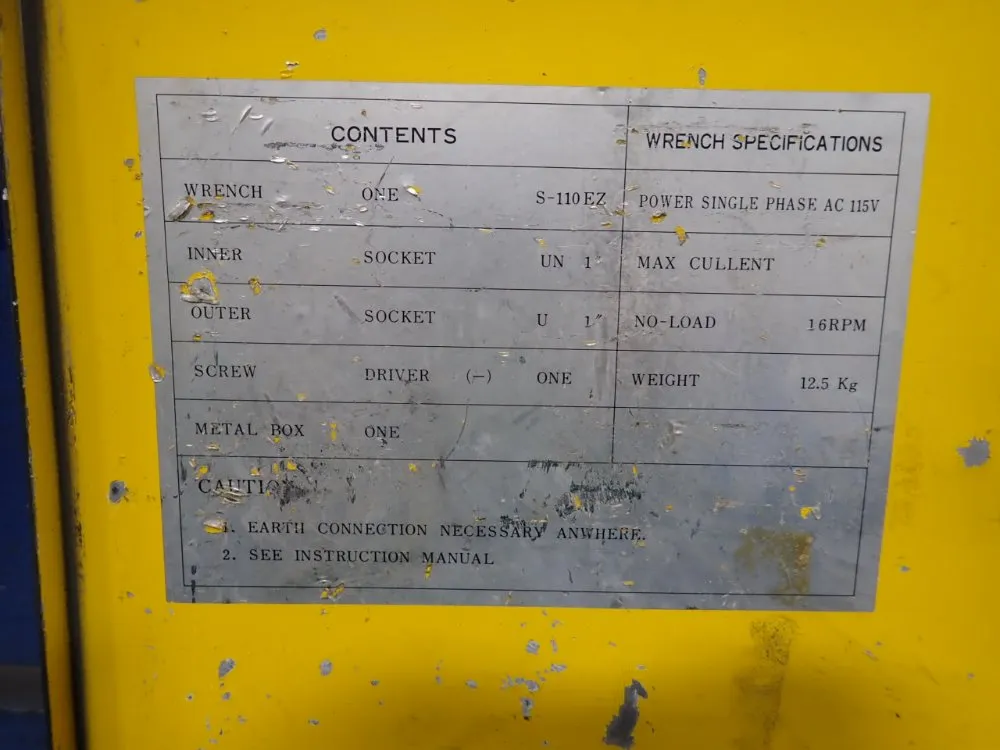 CONTENTS WRENCH SPECIFICATIONS
WRENCH ONE S-110EZ POWER SINGLE PHASE AC 115V
INNER SOCKET UN 1" MAX CULLENT
OUTER SOCKET U 1" NO-LOAD 16RPM
SCREW DRIVER (—) ONE WEIGHT 12.5 Kg
METAL BOX ONE
CAUTION
1. EARTH CONNECTION NECESSARY ANWHERE.
2. SEE INSTRUCTION MANUAL